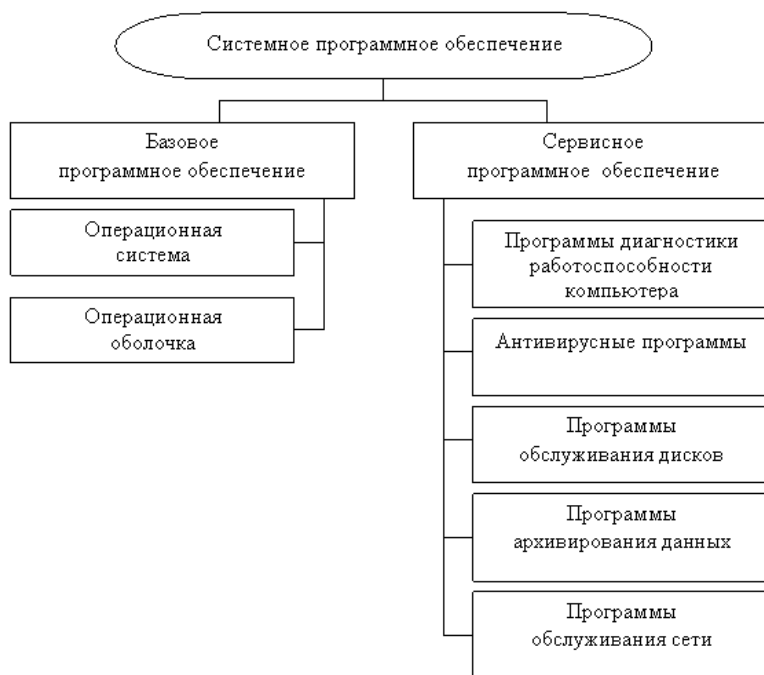 Системное программное обеспечение
Базовое
программное обеспечение
Операционная
система
Операционная
оболочка
Сервисное
программное обеспечение
Программы диагностики
работоспособности
компьютера
Антивирусные программы
Программы
обслуживания дисков
Программы
архивирования данных
Программы
обслуживания сети